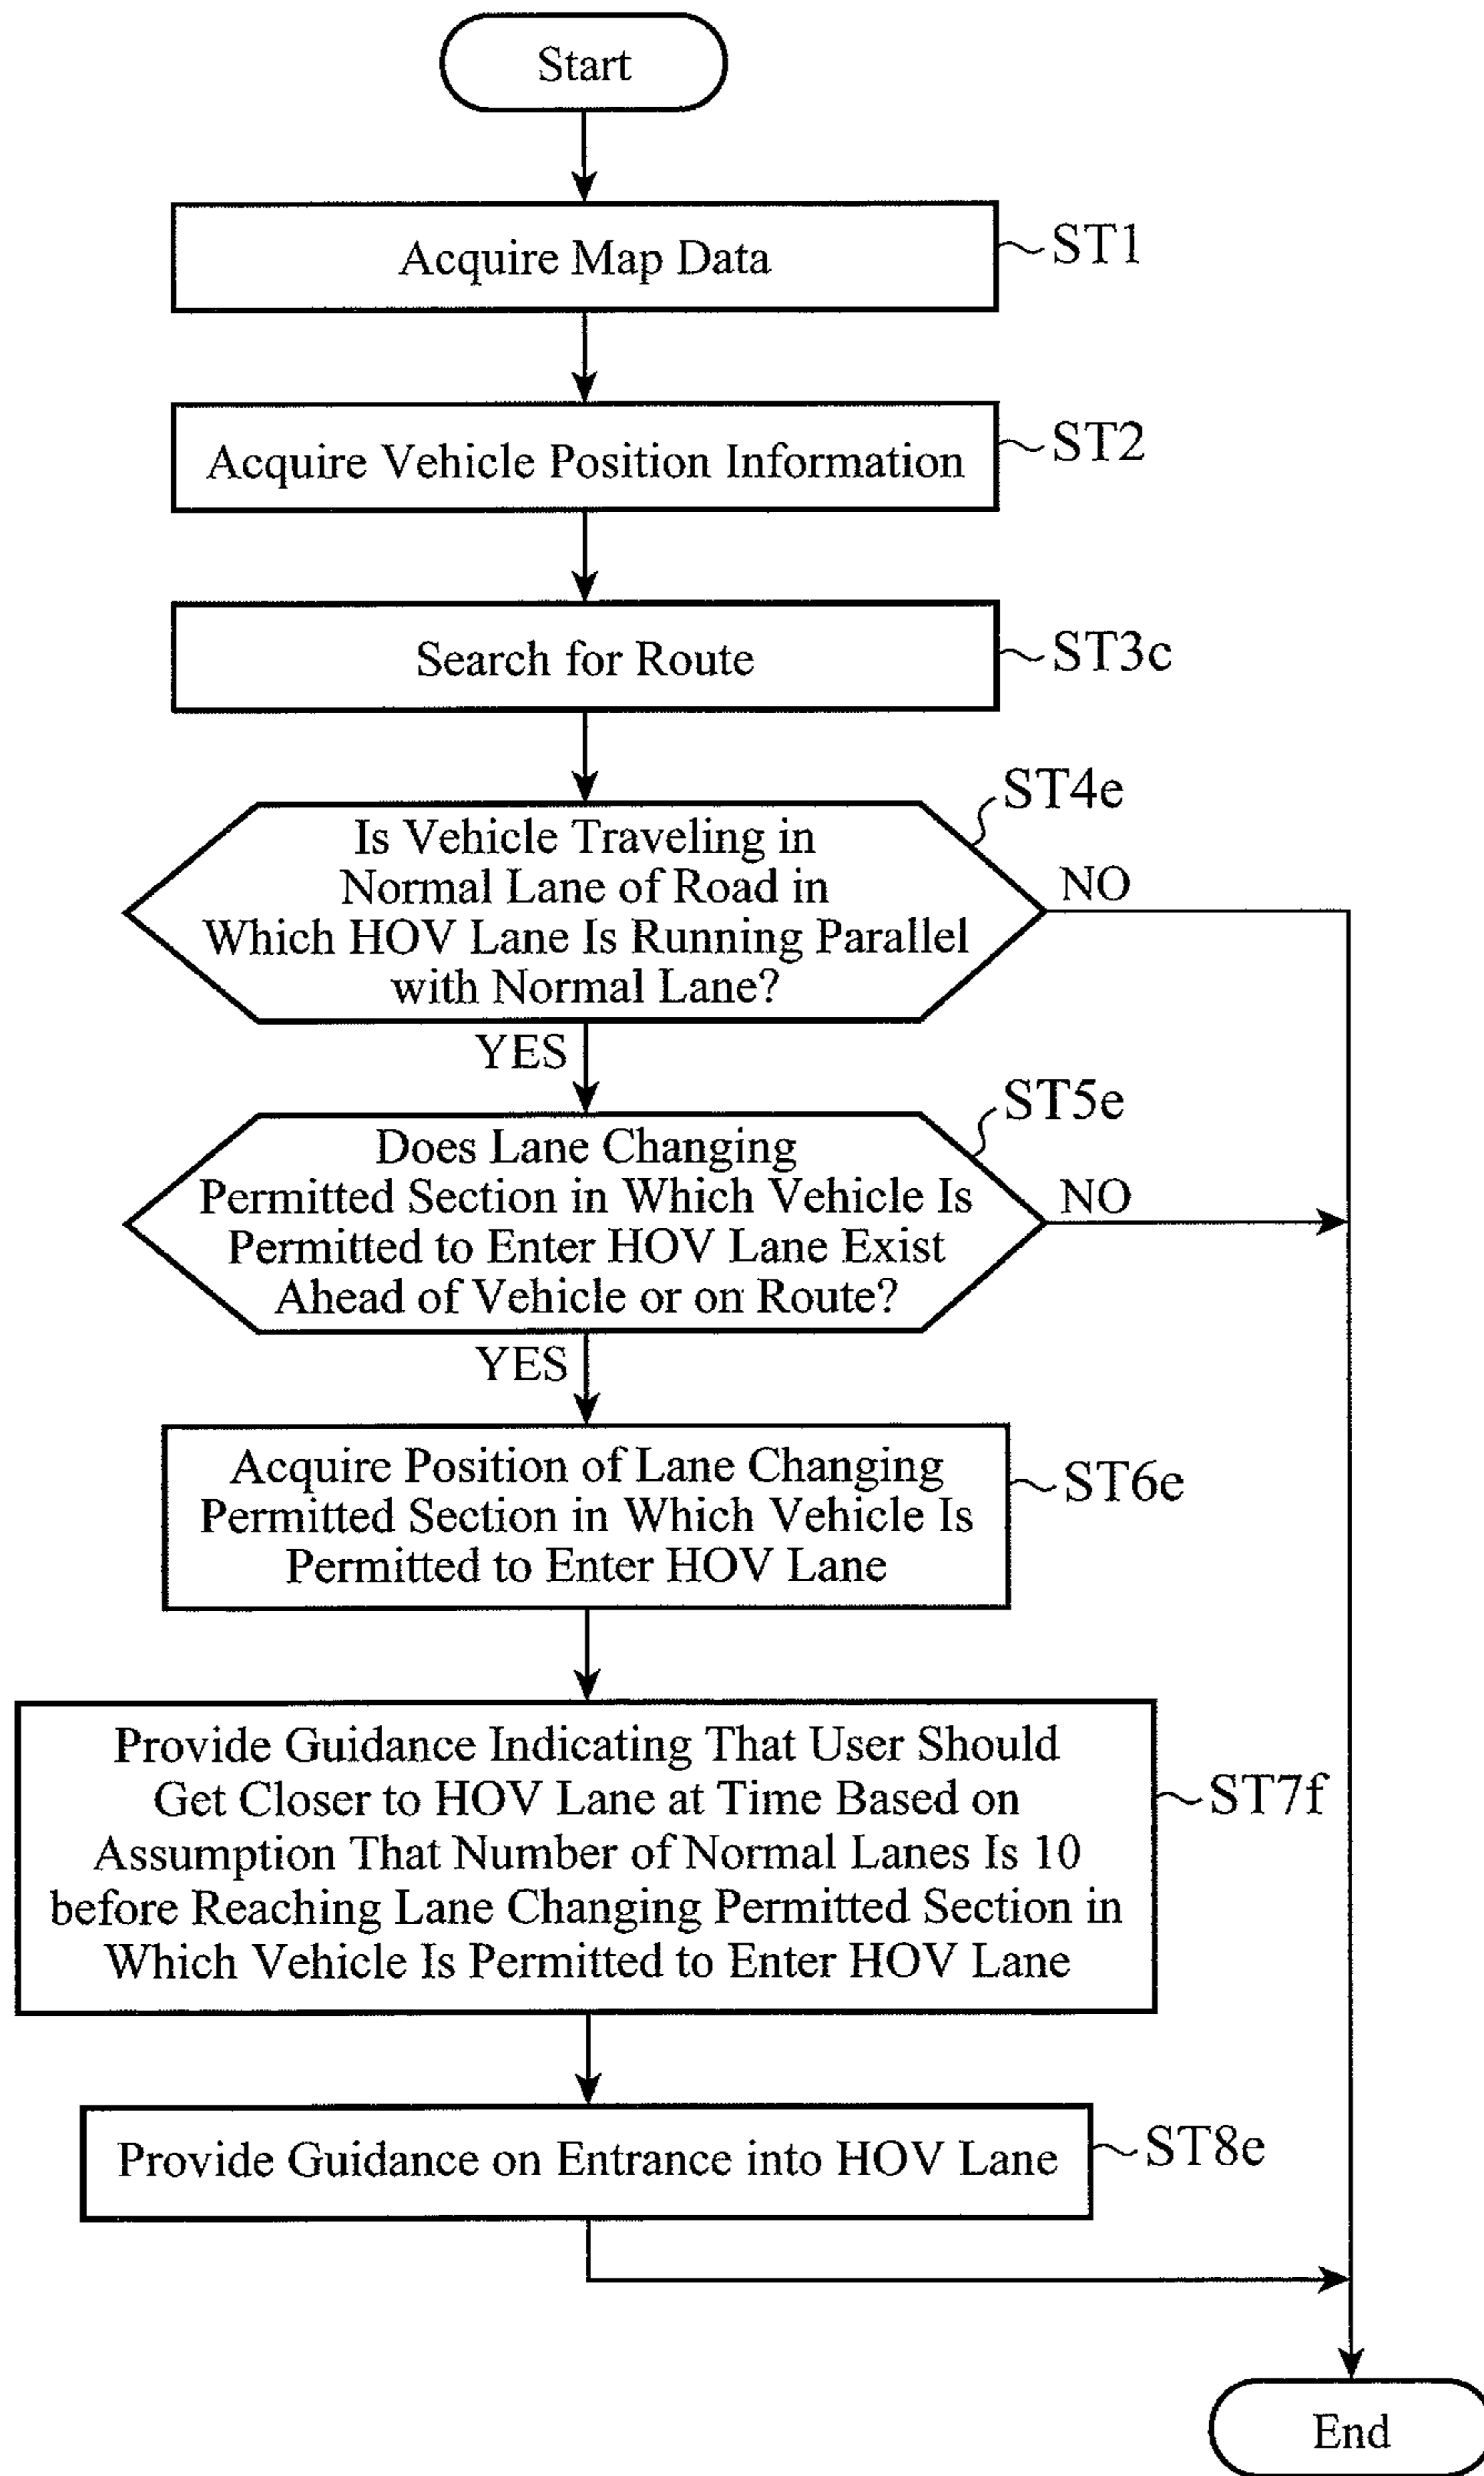 Start
Acquire Map Data
ST1
Acquire Vehicle Position Information
ST2
Search for Route
ST3c
ST4e
Is Vehicle Traveling in
Normal Lane of Road in
Which HOV Lane Is Running Parallel
with Normal Lane?
NO
YES
ST5e
Does Lane Changing
Permitted Section in Which Vehicle Is
Permitted to Enter HOV Lane Exist
Ahead of Vehicle or on Route?
NO
YES
Acquire Position of Lane Changing
Permitted Section in Which Vehicle Is
Permitted to Enter HOV Lane
ST6e
Provide Guidance Indicating That User Should
Get Closer to HOV Lane at Time Based on
Assumption That Number of Normal Lanes Is 10
before Reaching Lane Changing Permitted Section in
Which Vehicle Is Permitted to Enter HOV Lane
ST7f
Provide Guidance on Entrance into HOV Lane
ST8e
End